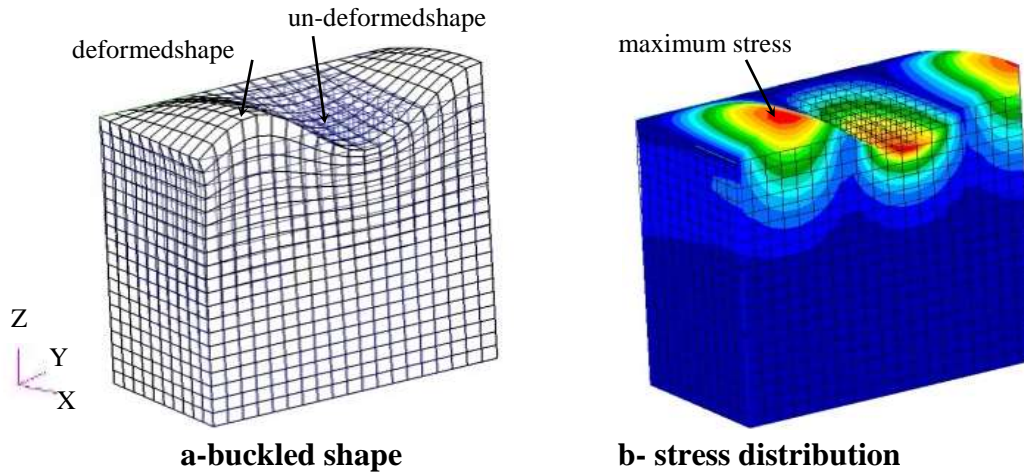 un-deformedshape
deformedshape
maximum stress
Z
Y
X
a-buckled shape
b- stress distribution